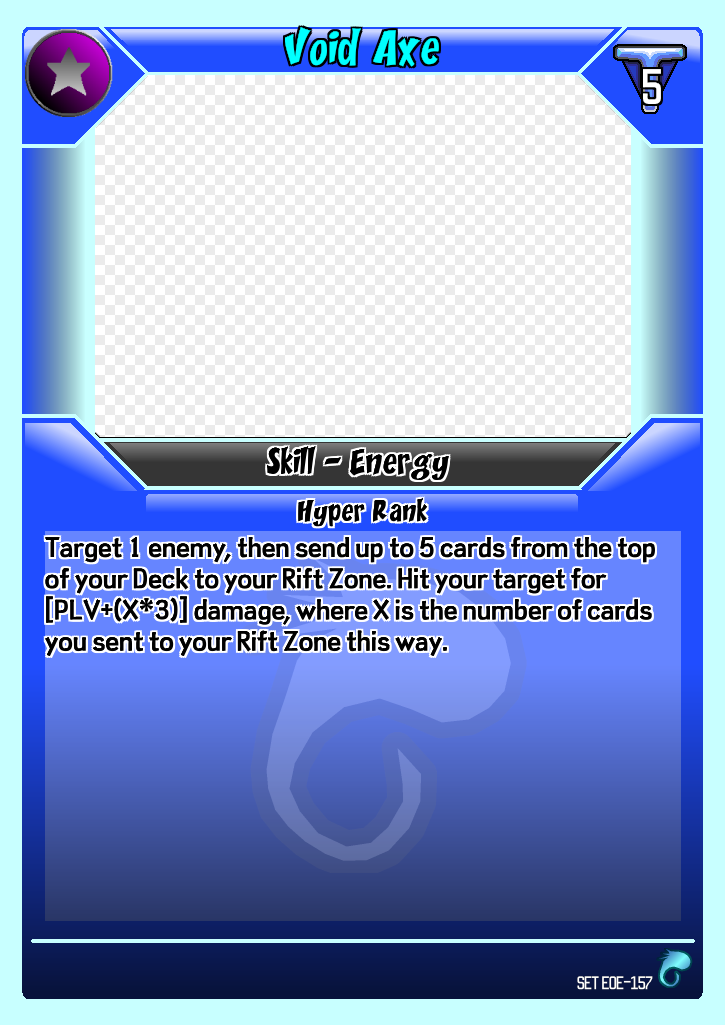 Void Axe
5
Skill - Energy
Hyper Rank
Target 1 enemy, then send up to 5 cards from the top
of your Deck to your Rift Zone. Hit your target for
[PLV+(X*3)] damage, where X is the number of cards
you sent to your Rift Zone this way.
SET EOE-157